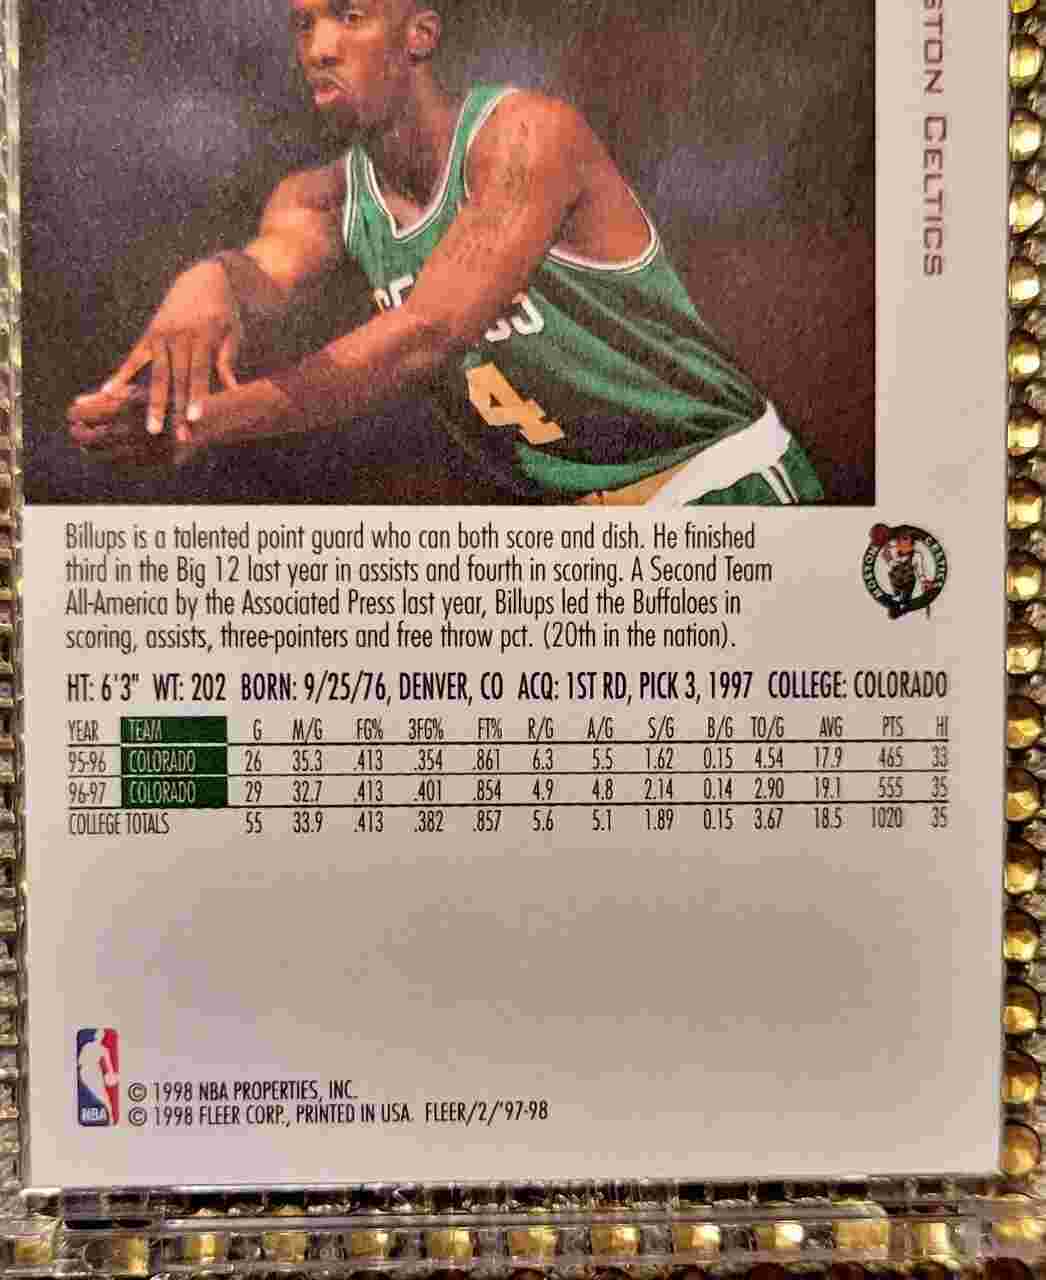 STON CELTICS
4
Billups is a talented point guard who can both score and dish. He finished
third in the Big 12 last year in assists and fourth in scoring. A Second Team
All-America by the Associated Press last year, Billups led the Buffaloes in
scoring, assists, three-pointers and free throw pct. (20th in the nation).
BOSTON CELTICS
HT: 6'3" WT: 202 BORN: 9/25/76, DENVER, CO ACQ: 1ST RD, PICK 3, 1997 COLLEGE: COLORADO
YEAR TEAM G M/G FG% 3FG% FT% R/G A/G S/G B/G TO/G AVG PTS HI
95-96 COLORADO 26 35.3 .413 .354 .861 6.3 5.5 1.62 0.15 4.54 17.9 465 33
96-97 COLORADO 29 32.7 .413 .401 .854 4.9 4.8 2.14 0.14 2.90 19.1 555 35
COLLEGE TOTALS 55 33.9 .413 .382 .857 5.6 5.1 1.89 0.15 3.67 18.5 1020 35
NBA
© 1998 NBA PROPERTIES, INC.
© 1998 FLEER CORP., PRINTED IN USA. FLEER/2/'97-98